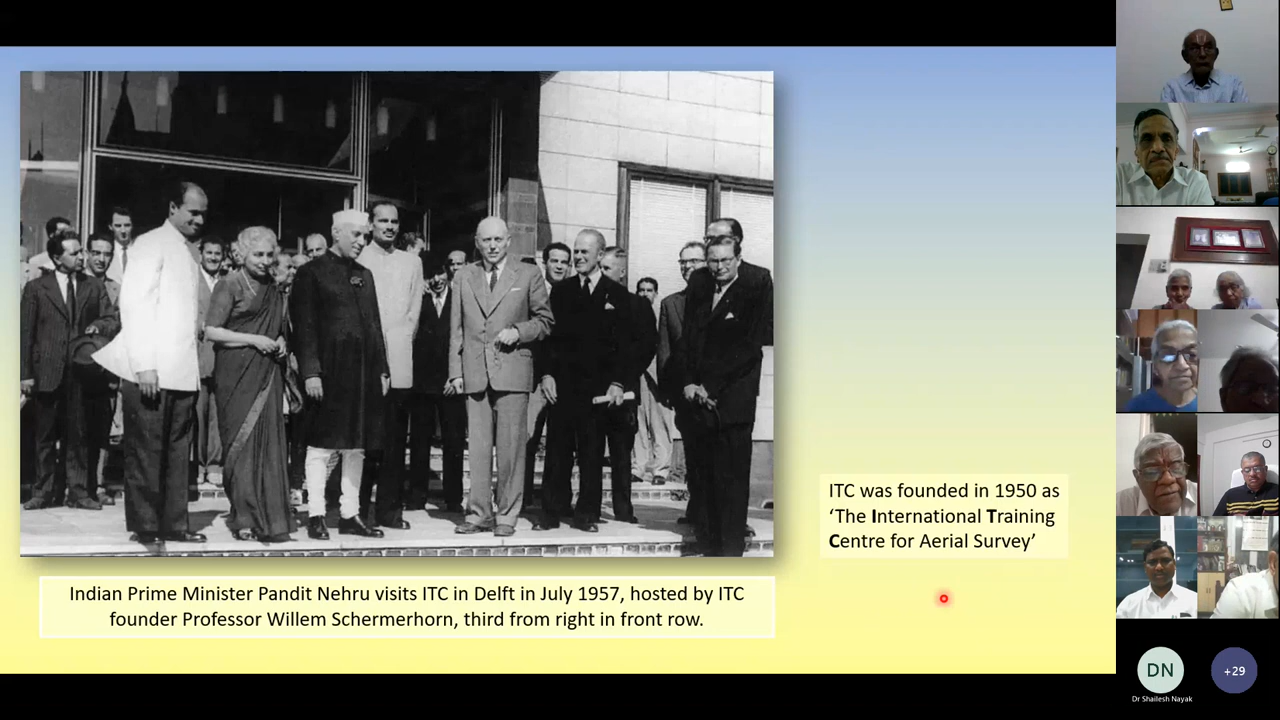 ITC was founded in 1950 as
‘The International Training
Centre for Aerial Survey’
Indian Prime Minister Pandit Nehru visits ITC in Delft in July 1957, hosted by ITC
founder Professor Willem Schermerhorn, third from right in front row.
DN
+29
Dr Shailesh Nayak